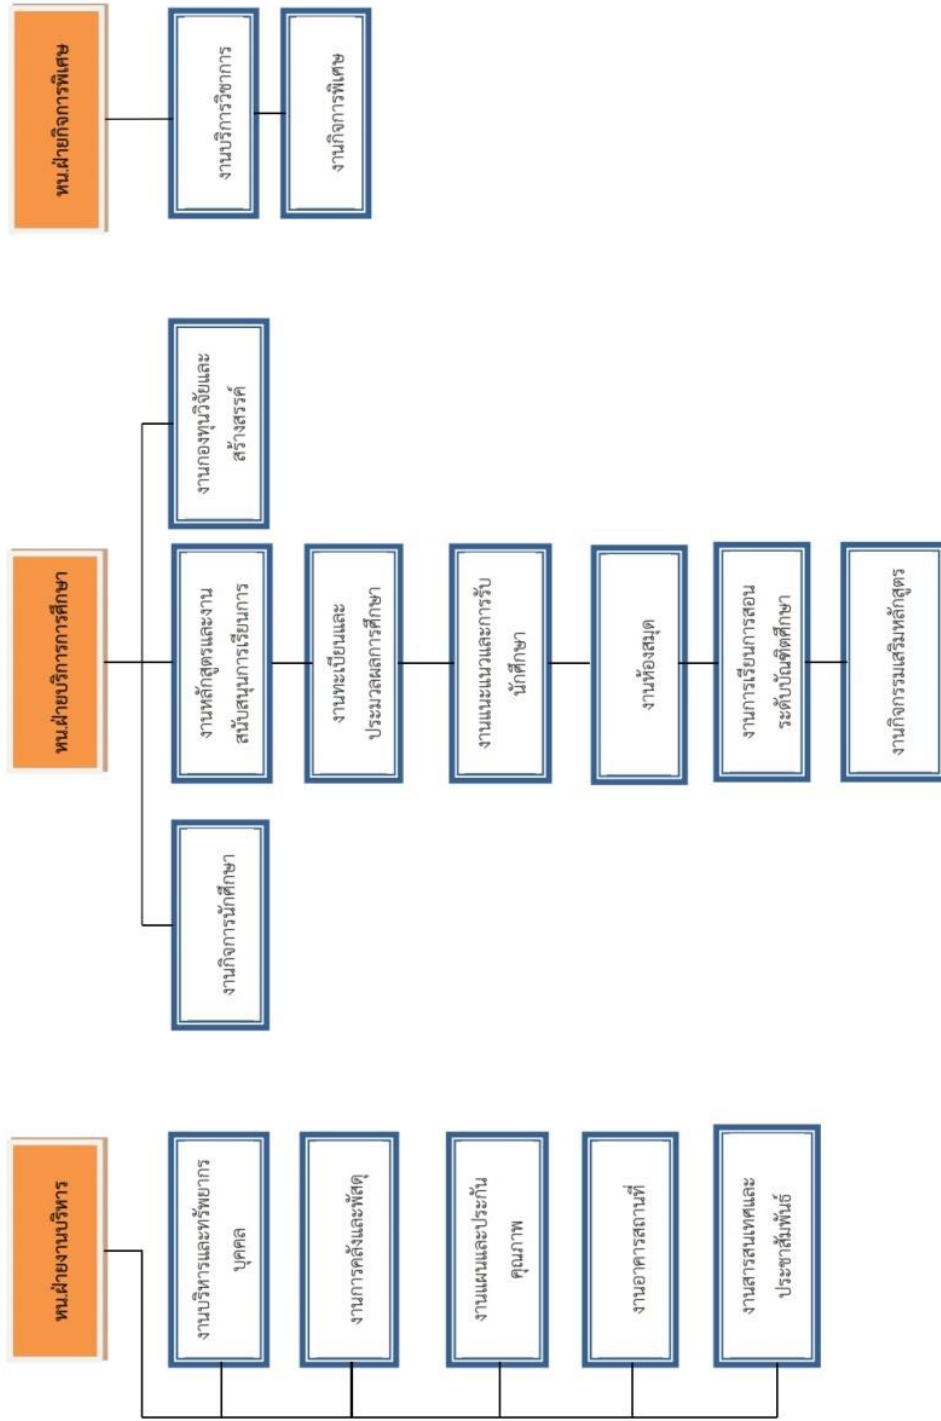 หน.ฝ่ายงานบริหาร
งานบริหารและทรัพยากร
บุคคล
งานการคลังและพัสดุ
งานแผนและประกัน
คุณภาพ
งานอาคารสถานที่
งานสารสนเทศและ
ประชาสัมพันธ์
หน.ฝ่ายบริการการศึกษา
งานกิจการนักศึกษา
งานหลักสูตรและงาน
สนับสนุนการเรียนการ
งานทะเบียนและ
ประมวลผลการศึกษา
งานแนะแนวและการรับ
นักศึกษา
งานห้องสมุด
งานการเรียนการสอน
ระดับบัณฑิตศึกษา
งานกิจกรรมเสริมหลักสูตร
งานกองทุนวิจัยและ
สร้างสรรค์
หน.ฝ่ายกิจการพิเศษ
งานบริการวิชาการ
งานกิจการพิเศษ